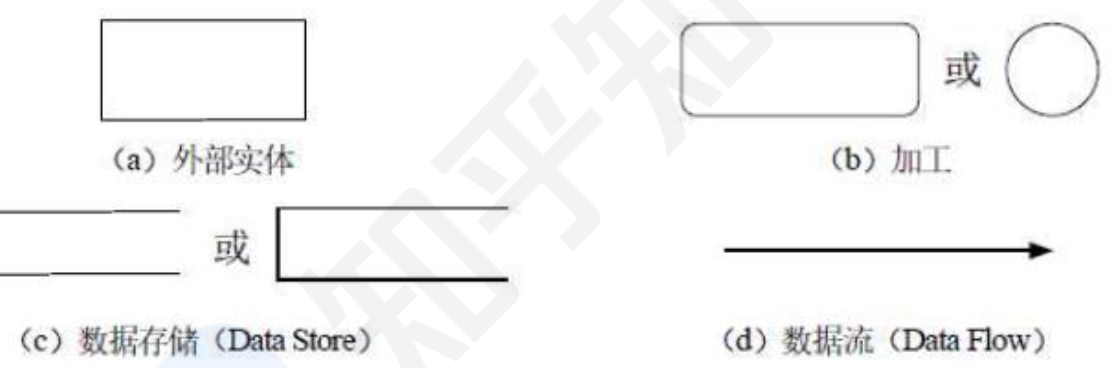 或
（a）外部实体
（b）加工
或
（c）数据存储（Data Store）
（d）数据流（Data Flow）
知乎知